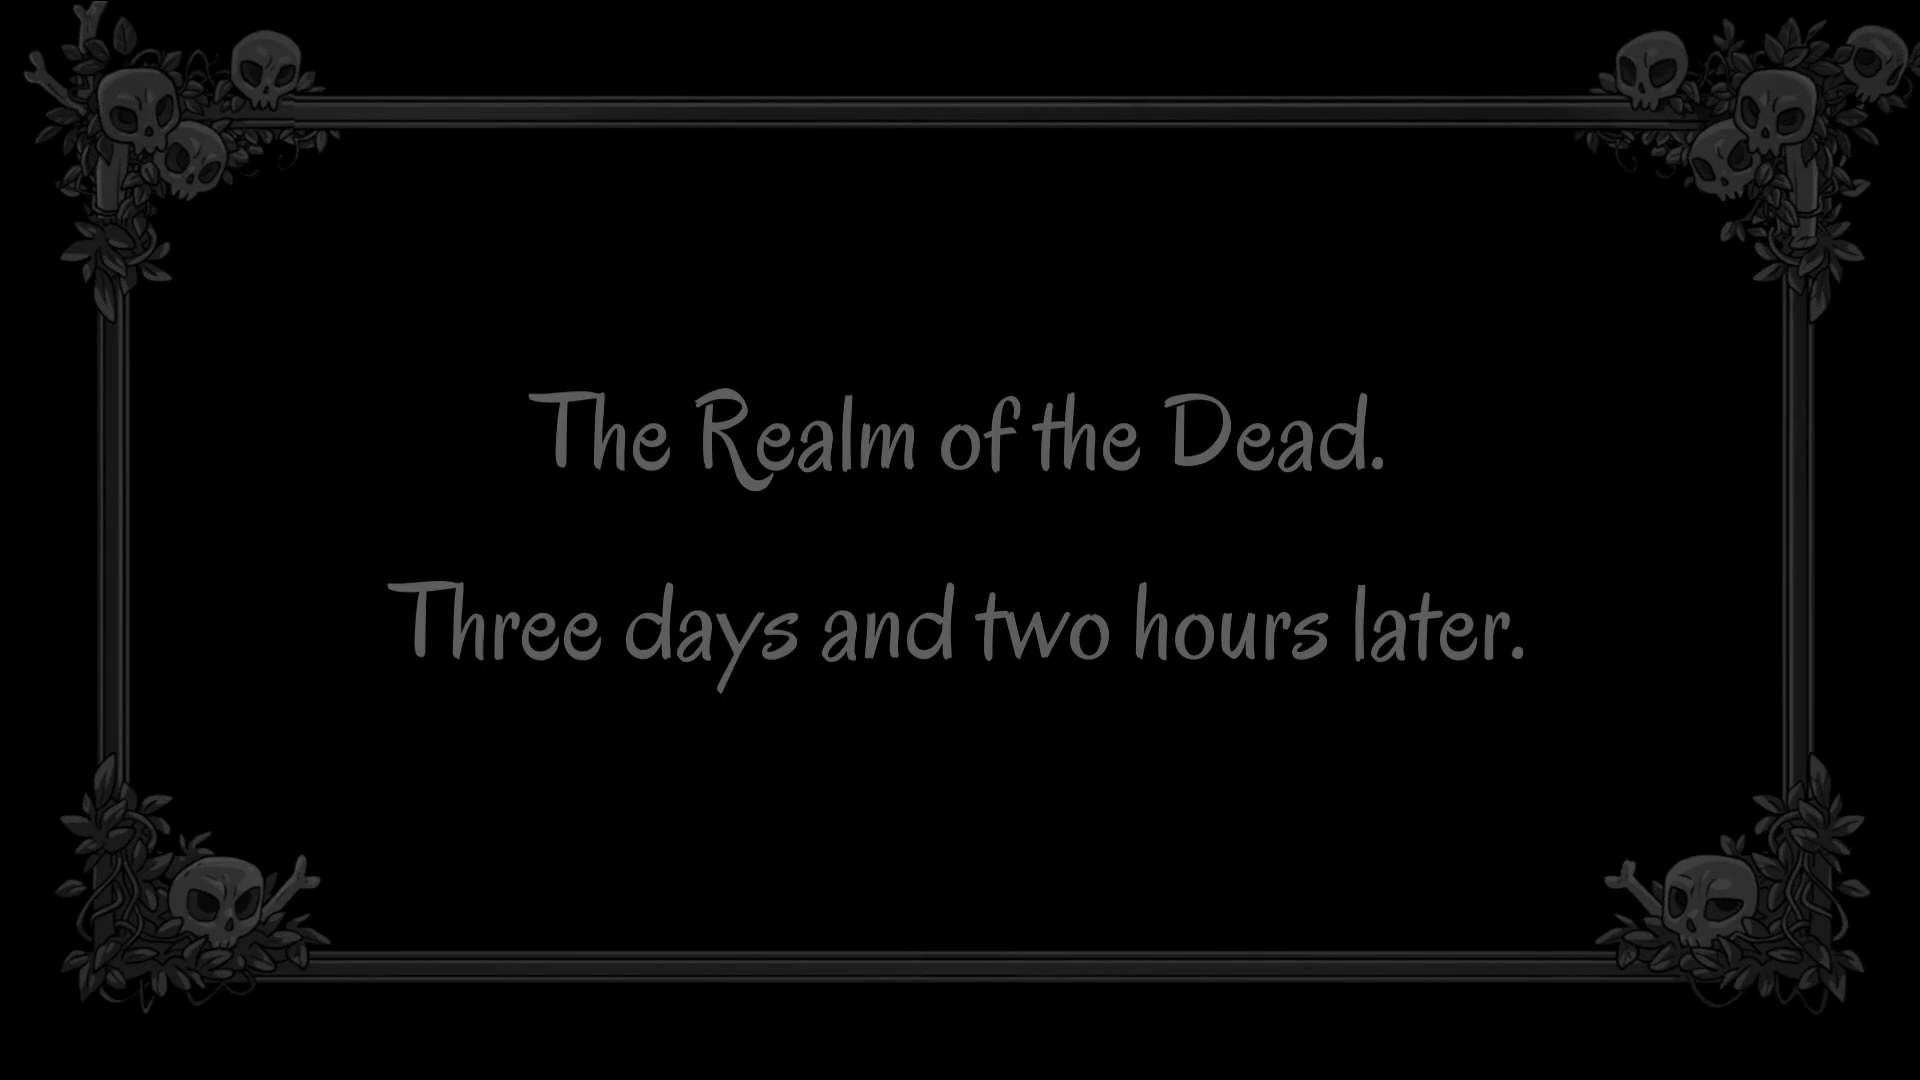 The Realm of the Dead.
Three days and two hours later.